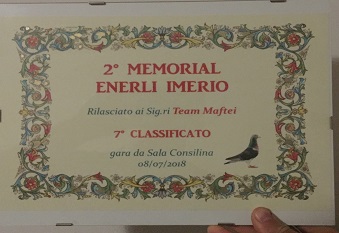 2° MEMORIAL
ENERLI IMERIO
Rilasciato ai Sig.ri Team Maftei
7° CLASSIFICATO
gara da Sala Consilina
08/07/2018